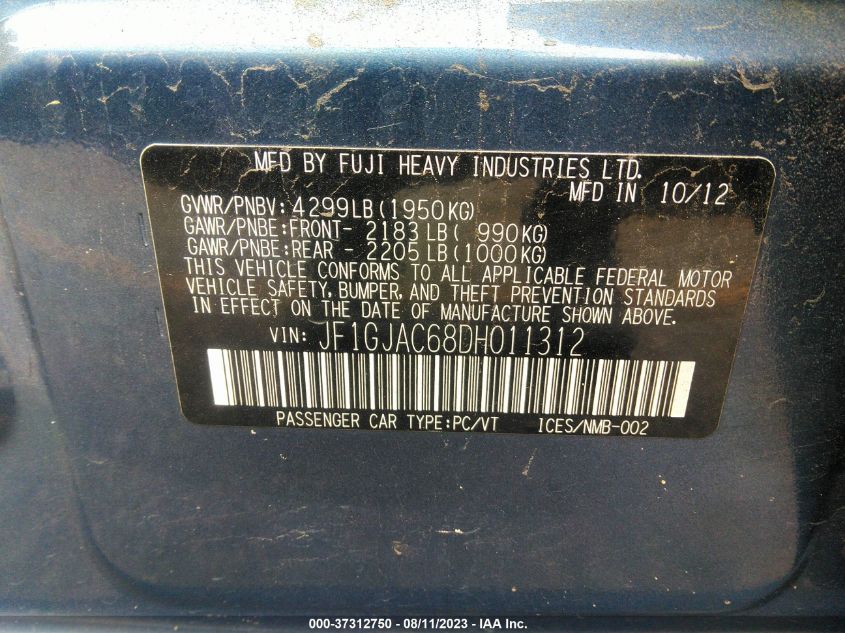 MFD BY FUJI HEAVY INDUSTRIES LTD.
MFD IN 10/12
GVWR/PNBV: 4299LB(1950KG)
GAWR/PNBE:FRONT- 2183LB( 990KG)
GAWR/PNBE:REAR - 2205LB(1000KG)
THIS VEHICLE CONFORMS TO ALL APPLICABLE FEDERAL MOTOR
VEHICLE SAFETY, BUMPER, AND THEFT PREVENTION STANDARDS
IN EFFECT ON THE DATE OF MANUFACTURE SHOWN ABOVE.
VIN: JF1GJAC68DH011312
PASSENGER CAR TYPE:PC/VT ICES/NMB-002
000-37312750 - 08/11/2023 - IAA Inc.